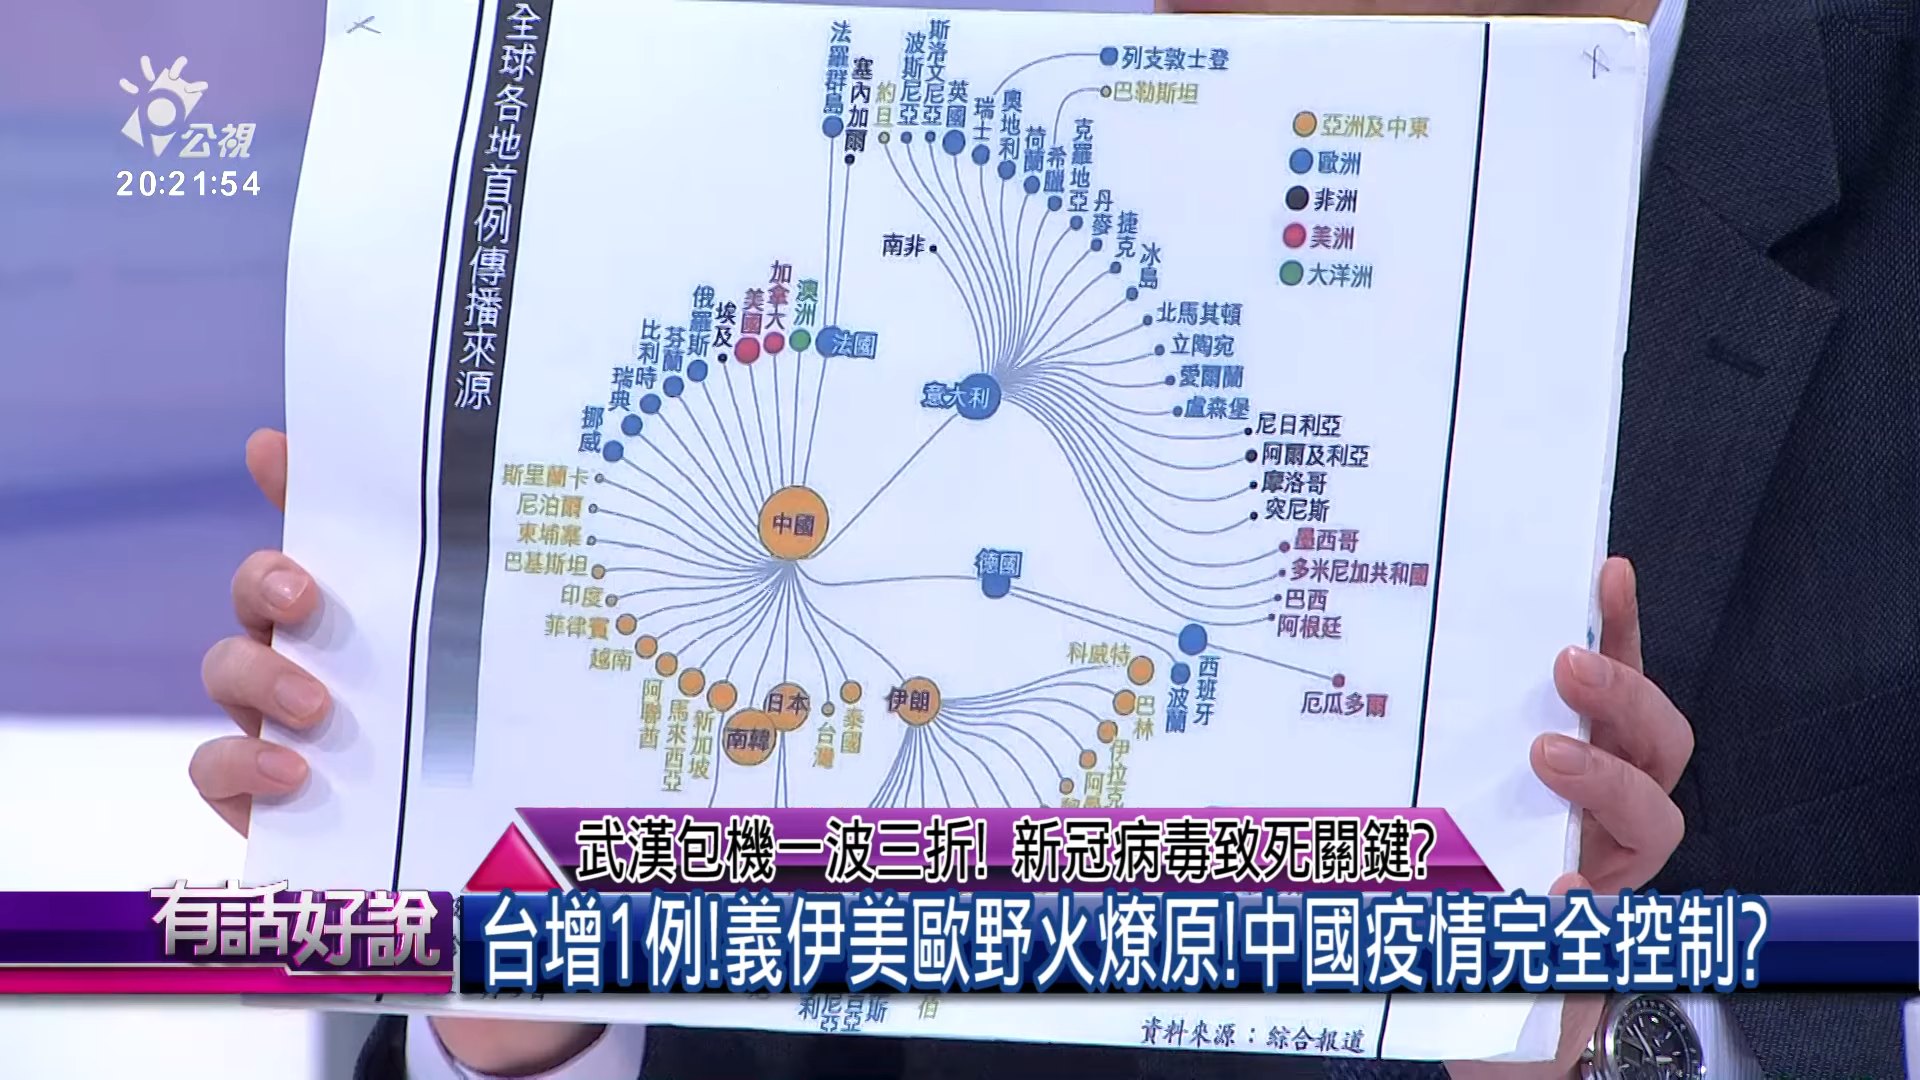 公視
20:21:54
全球各地首例傳播來源
法羅群島
塞內加爾
約旦
波斯尼亞
斯洛文尼亞
英國
瑞士
奧地利
荷蘭
希臘
克羅地亞
丹麥
捷克
冰島
列支敦士登
巴勒斯坦
亞洲及中東
歐洲
非洲
美洲
大洋洲
南非
北馬其頓
立陶宛
愛爾蘭
盧森堡
尼日利亞
阿爾及利亞
摩洛哥
突尼斯
墨西哥
多米尼加共和國
巴西
阿根廷
意大利
挪威
瑞典
比利時
芬蘭
俄羅斯
埃及
美國
加拿大
澳洲
法國
斯里蘭卡
尼泊爾
柬埔寨
巴基斯坦
印度
菲律賓
越南
中國
德國
阿聯酋
馬來西亞
新加坡
南韓
日本
台灣
泰國
伊朗
科威特
巴林
伊拉克
西班牙
波蘭
厄瓜多爾
武漢包機一波三折! 新冠病毒致死關鍵?
有話好說
台增1例!義伊美歐野火燎原!中國疫情完全控制?
資料來源：綜合報道